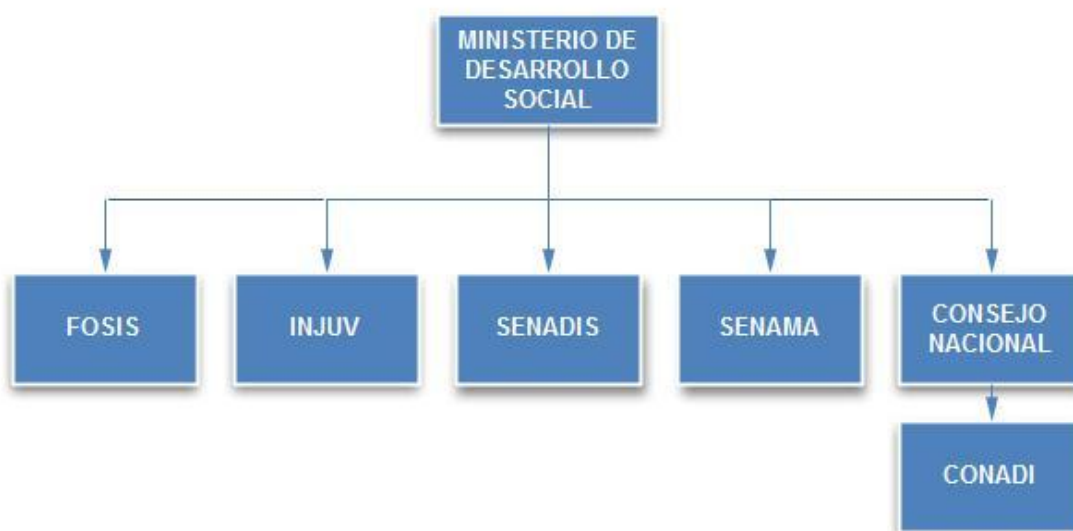 MINISTERIO DE
DESARROLLO
SOCIAL
FOSIS
INJUV
SENADIS
SENAMA
CONSEJO
NACIONAL
CONADI